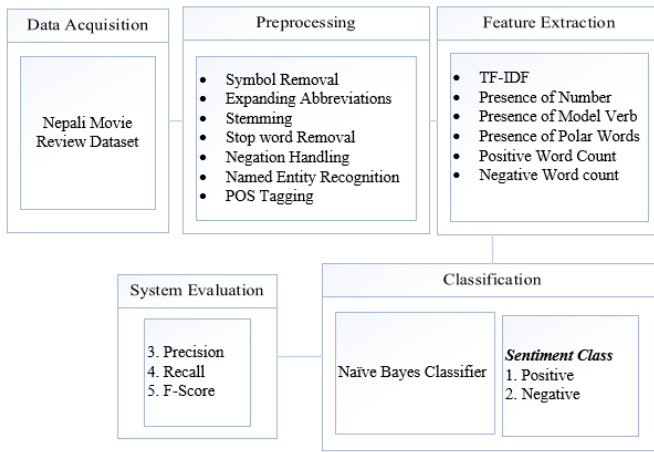 Data Acquisition
Nepali Movie
Review Dataset
Preprocessing
• Symbol Removal
• Expanding Abbreviations
• Stemming
• Stop word Removal
• Negation Handling
• Named Entity Recognition
• POS Tagging
Feature Extraction
• TF-IDF
• Presence of Number
• Presence of Model Verb
• Presence of Polar Words
• Positive Word Count
• Negative Word count
Classification
Naïve Bayes Classifier
Sentiment Class
1. Positive
2. Negative
System Evaluation
3. Precision
4. Recall
5. F-Score